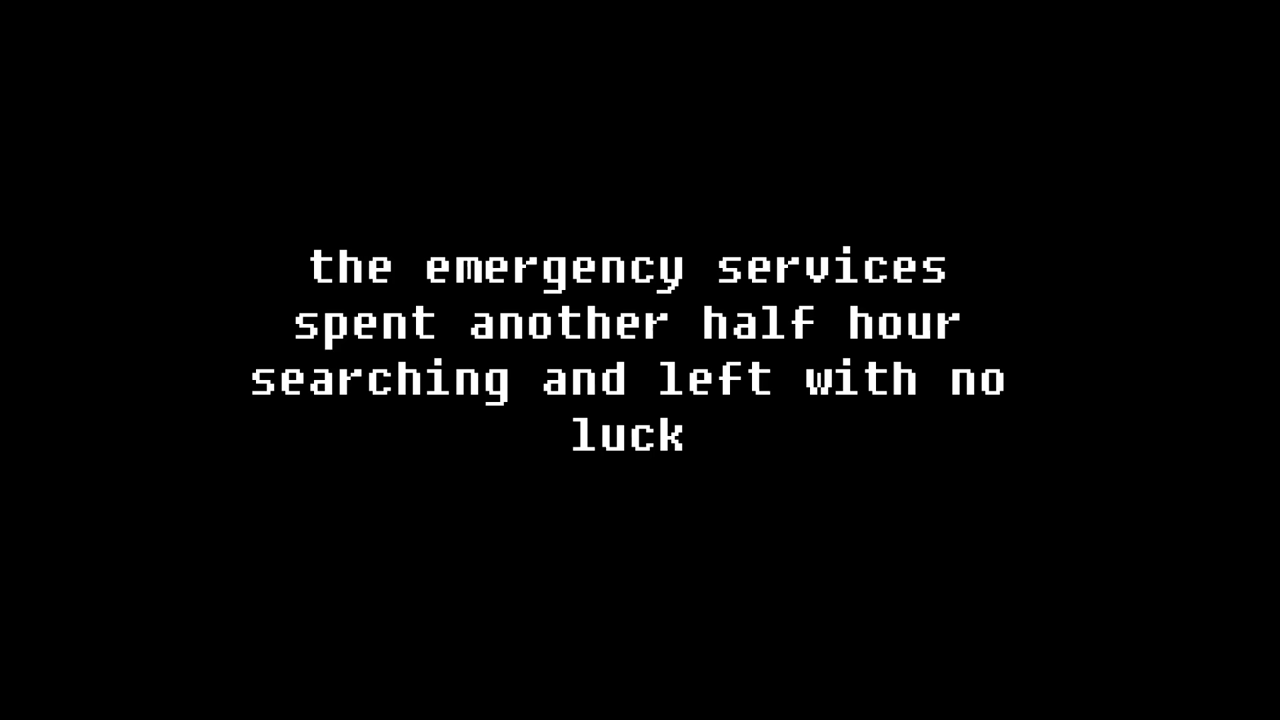 the emergency services
spent another half hour
searching and left with no
luck